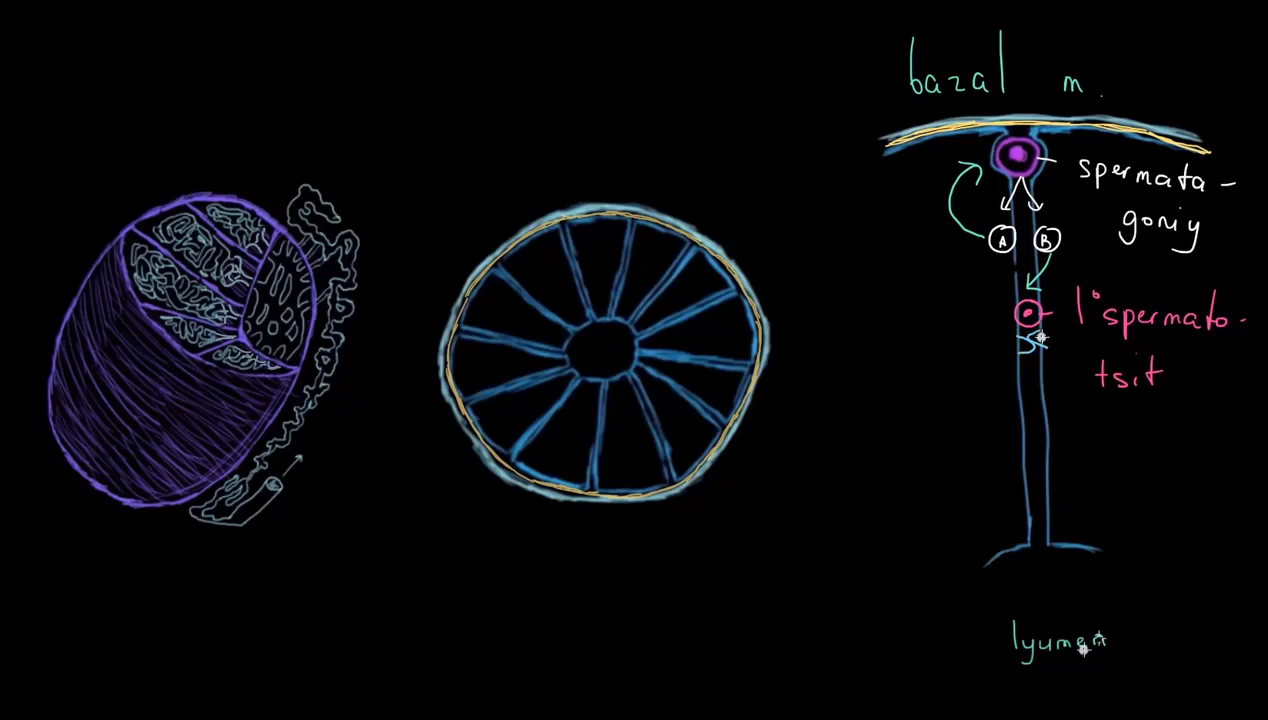 bazal m.
spermata-
goniy
A B
1° spermato-
tsit
lyumen